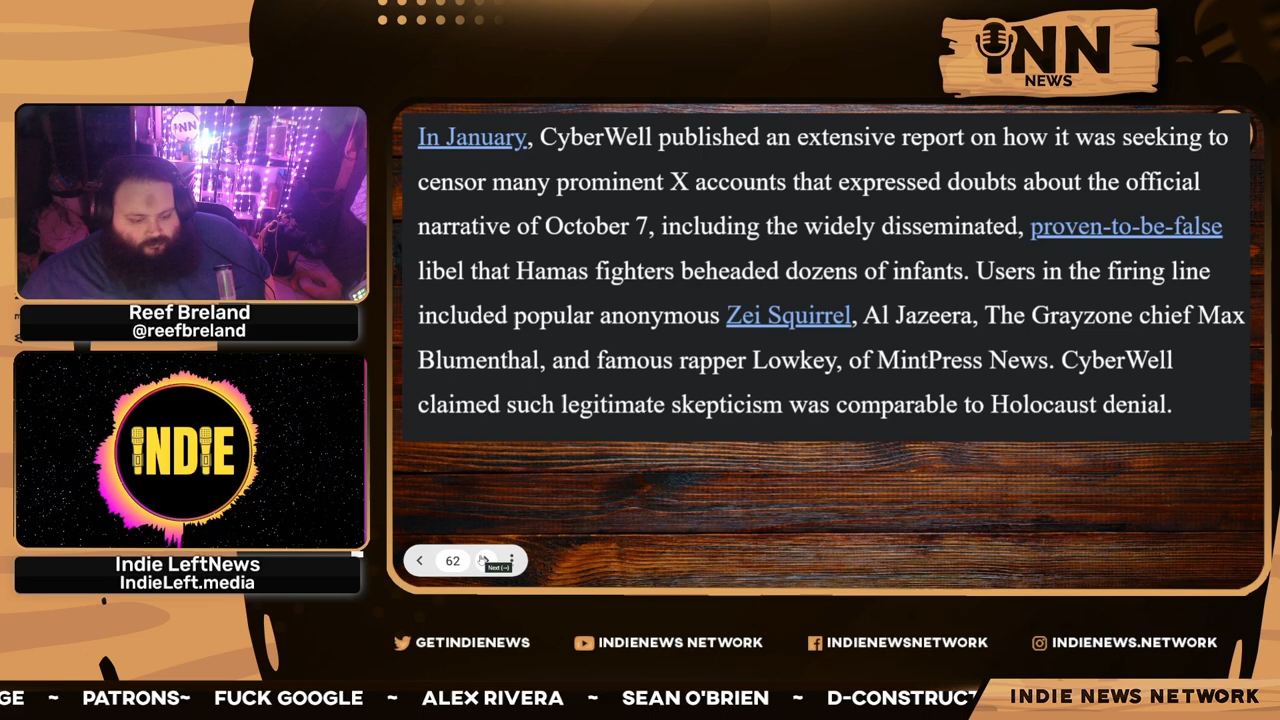 iNN
NEWS
In January, CyberWell published an extensive report on how it was seeking to
censor many prominent X accounts that expressed doubts about the official
narrative of October 7, including the widely disseminated, proven-to-be-false
libel that Hamas fighters beheaded dozens of infants. Users in the firing line
included popular anonymous Zei Squirrel, Al Jazeera, The Grayzone chief Max
Blumenthal, and famous rapper Lowkey, of MintPress News. CyberWell
claimed such legitimate skepticism was comparable to Holocaust denial.
iNN
Reef Breland
@reefbreland
iNDiE
Indie LeftNews
IndieLeft.media
62
Next (→)
GETINDIENEWS
INDIENEWS NETWORK
INDIENEWSNETWORK
INDIENEWS.NETWORK
GE ~ PATRONS~ FUCK GOOGLE ~ ALEX RIVERA ~ SEAN O'BRIEN ~ D-CONSTRUCT
INDIE NEWS NETWORK